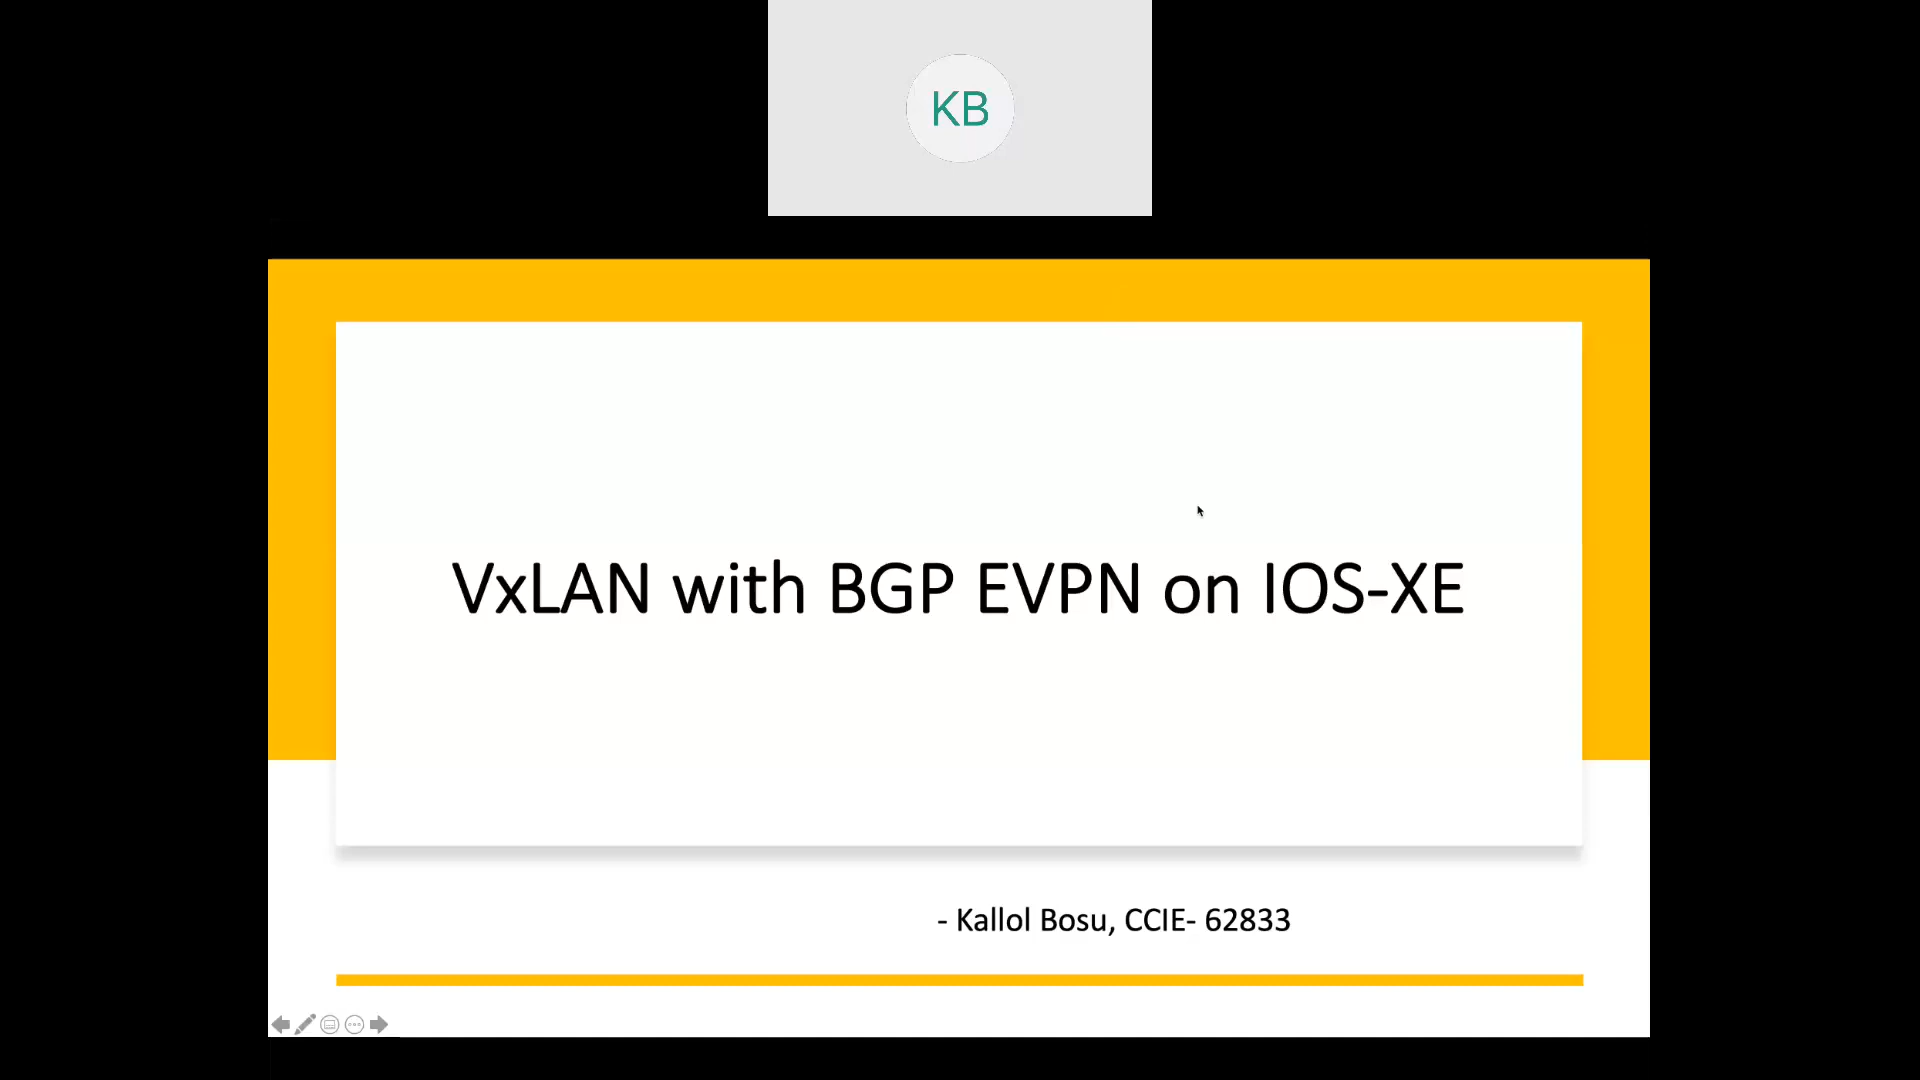 KB
VxLAN with BGP EVPN on IOS-XE
- Kallol Bosu, CCIE- 62833